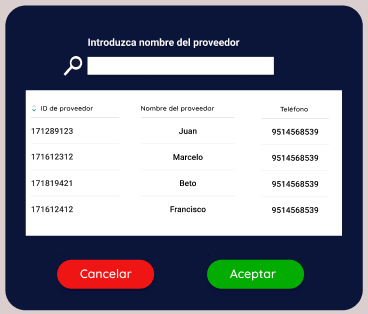 Introduzca nombre del proveedor
ID de proveedor Nombre del proveedor Teléfono
171289123 Juan 9514568539
171612312 Marcelo 9514568539
171819421 Beto 9514568539
171612412 Francisco 9514568539
Cancelar Aceptar